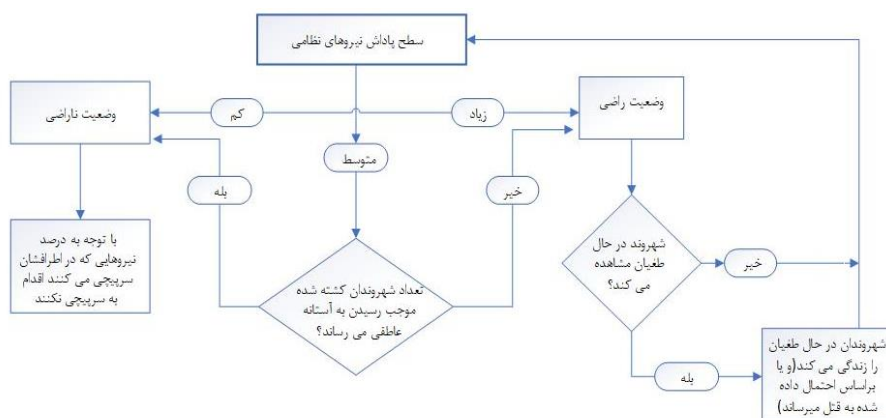 سطح پاداش نیروهای نظامی
وضعیت راضی
زیاد
کم
وضعیت ناراضی
متوسط
خیر
بله
با توجه به درصد
نیروهایی که در اطرافشان
سرپیچی می کنند اقدام
به سرپیچی نکنند
تعداد شهروندان کشته شده
موجب رسیدن به آستانه
عاطفی می رساند؟
شهروند در حال
طغیان مشاهده
می کند؟
خیر
بله
شهروندان در حال طغیان
را زندگی می کند(و یا
براساس احتمال داده
شده به قتل میرساند)